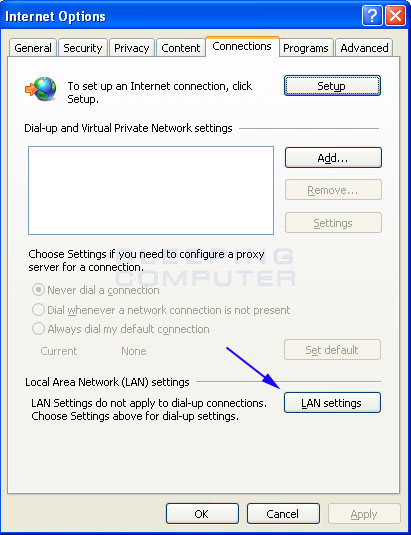 Internet Options
General Security Privacy Content Connections Programs Advanced
To set up an Internet connection, click
Setup.
Setup
Dial-up and Virtual Private Network settings
Add...
Remove...
Settings
Choose Settings if you need to configure a proxy
server for a connection.
BLEEPING
COMPUTER
Never dial a connection
Dial whenever a network connection is not present
Always dial my default connection
Current None
Set default
Local Area Network (LAN) settings
LAN Settings do not apply to dial-up connections.
Choose Settings above for dial-up settings.
LAN settings
OK Cancel Apply